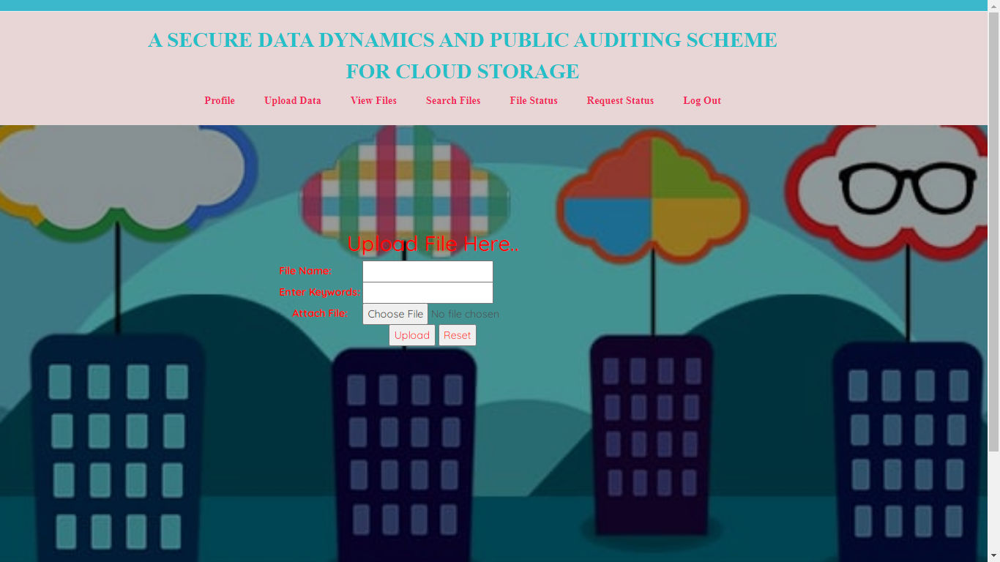 A SECURE DATA DYNAMICS AND PUBLIC AUDITING SCHEME
FOR CLOUD STORAGE
Profile Upload Data View Files Search Files File Status Request Status Log Out
Upload File Here..
File Name:
Enter Keywords:
Attach File: Choose File No file chosen
Upload Reset